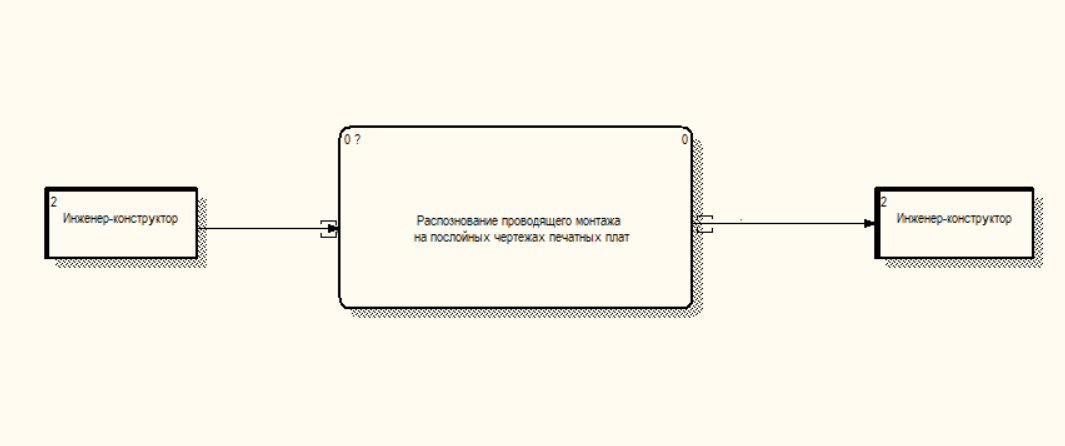 0 ?
0
2
Инженер-конструктор
Распознование проводящего монтажа
на послойных чертежах печатных плат
2
Инженер-конструктор